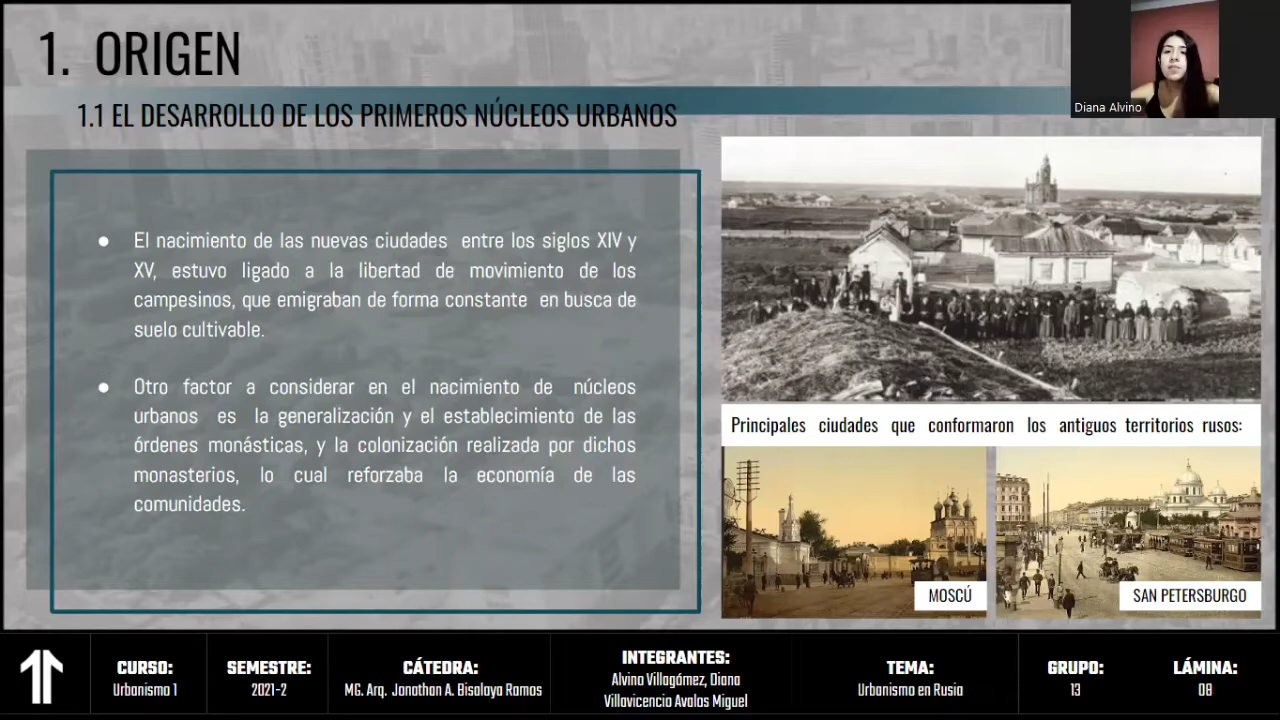 1. ORIGEN
Diana Alvino
1.1 EL DESARROLLO DE LOS PRIMEROS NÚCLEOS URBANOS
● El nacimiento de las nuevas ciudades entre los siglos XIV y
XV, estuvo ligado a la libertad de movimiento de los
campesinos, que emigraban de forma constante en busca de
suelo cultivable.
● Otro factor a considerar en el nacimiento de núcleos
urbanos es la generalización y el establecimiento de las
órdenes monásticas, y la colonización realizada por dichos
monasterios, lo cual reforzaba la economía de las
comunidades.
Principales ciudades que conformaron los antiguos territorios rusos:
MOSCÚ
SAN PETERSBURGO
CURSO:
Urbanismo 1
SEMESTRE:
2021-2
CÁTEDRA:
MG. Arq. Jonathan A. Bisalaya Ramos
INTEGRANTES:
Alvino Villagómez, Diana
Villavicencio Avalos Miguel
TEMA:
Urbanismo en Rusia
GRUPO:
13
LÁMINA:
08